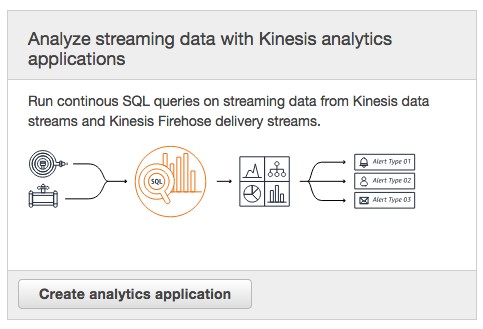 Analyze streaming data with Kinesis analytics
applications
Run continous SQL queries on streaming data from Kinesis data
streams and Kinesis Firehose delivery streams.
SQL
Alert Type 01
Alert Type 02
Alert Type 03
Create analytics application